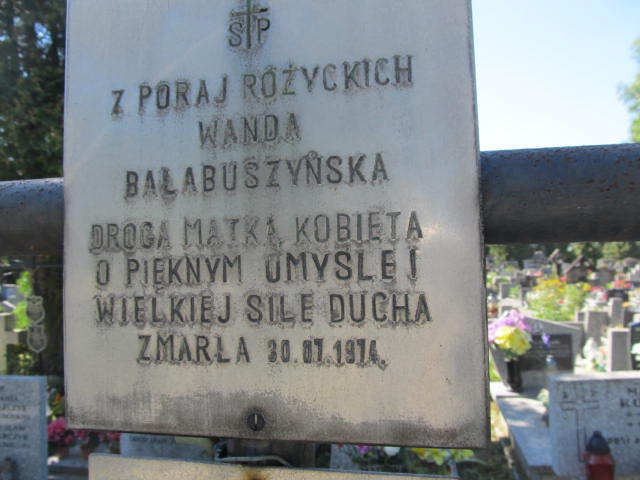 Ś P
Z PORAJ RÓŻYCKICH
WANDA
BAŁABUSZYŃSKA
DROGA MATKA, KOBIETA
O PIĘKNYM UMYSLE I
WIELKIEJ SILE DUCHA
ZMARŁA 30.07.1974.